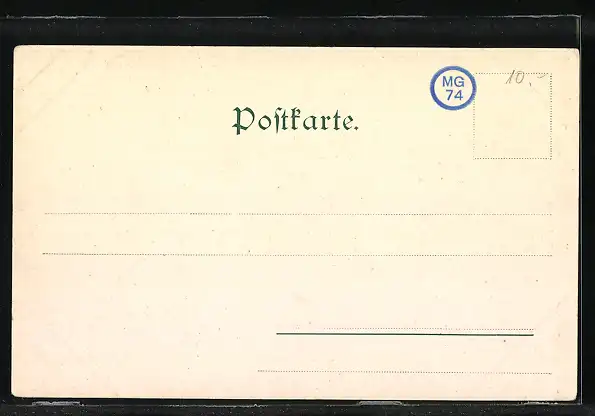 MG
74
10.-
Poſtkarte.